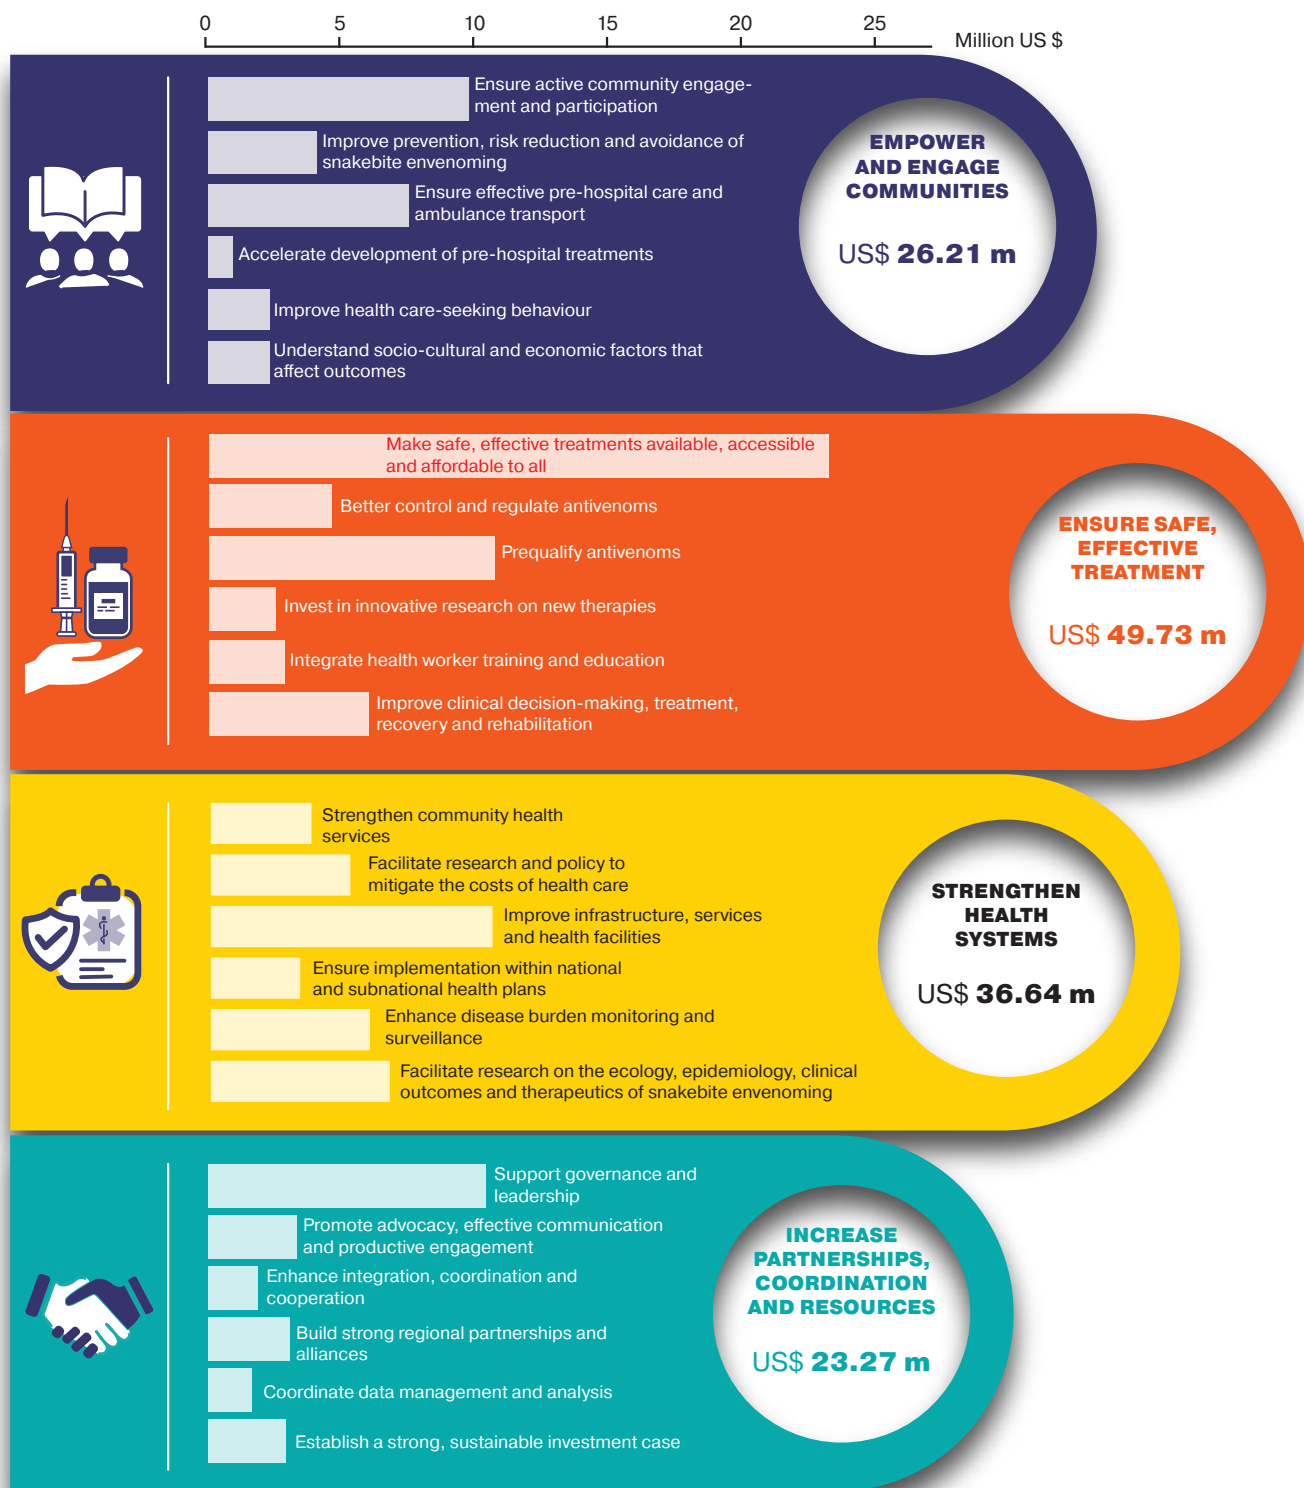 0 5 10 15 20 25
Million US $
Ensure active community engage-
ment and participation
Improve prevention, risk reduction and avoidance of
snakebite envenoming
Ensure effective pre-hospital care and
ambulance transport
Accelerate development of pre-hospital treatments
Improve health care-seeking behaviour
Understand socio-cultural and economic factors that
affect outcomes
EMPOWER
AND ENGAGE
COMMUNITIES
US$ 26.21 m
Make safe, effective treatments available, accessible
and affordable to all
Better control and regulate antivenoms
Prequalify antivenoms
Invest in innovative research on new therapies
Integrate health worker training and education
Improve clinical decision-making, treatment,
recovery and rehabilitation
ENSURE SAFE,
EFFECTIVE
TREATMENT
US$ 49.73 m
Strengthen community health
services
Facilitate research and policy to
mitigate the costs of health care
Improve infrastructure, services
and health facilities
Ensure implementation within national
and subnational health plans
Enhance disease burden monitoring and
surveillance
Facilitate research on the ecology, epidemiology, clinical
outcomes and therapeutics of snakebite envenoming
STRENGTHEN
HEALTH
SYSTEMS
US$ 36.64 m
Support governance and
leadership
Promote advocacy, effective communication
and productive engagement
Enhance integration, coordination and
cooperation
Build strong regional partnerships and
alliances
Coordinate data management and analysis
Establish a strong, sustainable investment case
INCREASE
PARTNERSHIPS,
COORDINATION
AND RESOURCES
US$ 23.27 m